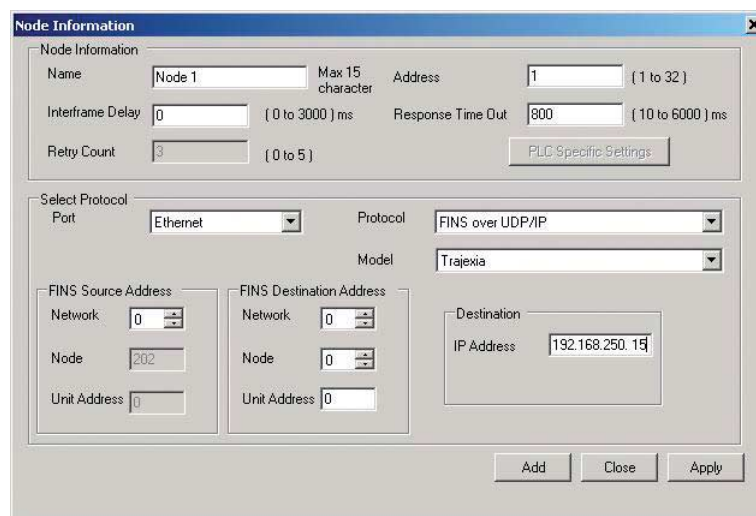 Node Information
Node Information
Name Node 1 Max 15 character Address 1 ( 1 to 32 )
Interframe Delay 0 ( 0 to 3000 ) ms Response Time Out 800 ( 10 to 6000 ) ms
Retry Count 3 ( 0 to 5 ) PLC Specific Settings
Select Protocol
Port Ethernet Protocol FINS over UDP/IP
Model Trajexia
FINS Source Address
Network 0
Node 202
Unit Address 0
FINS Destination Address
Network 0
Node 0
Unit Address 0
Destination
IP Address 192.168.250. 15
Add Close Apply